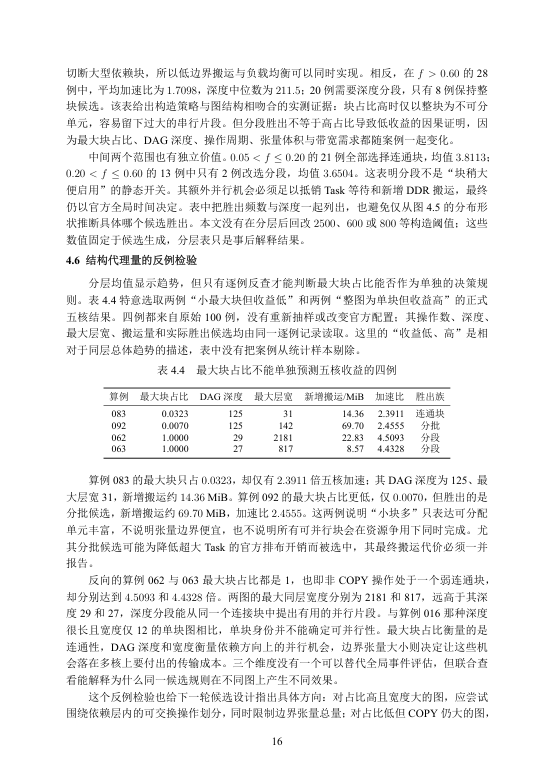 切断大型依赖块，所以低边界搬运与负载均衡可以同时实现。相反，在 f > 0.60 的 28
例中，平均加速比为 1.7098，深度中位数为 211.5；20 例需要深度分段，只有 8 例保持整
块候选。该表给出构造策略与图结构相吻合的实测证据：块占比高时仅以整块为不可分
单元，容易留下过大的串行片段。但分段胜出不等于高占比导致低收益的因果证明，因
为最大块占比、DAG 深度、操作周期、张量体积与带宽需求都随案例一起变化。
中间两个范围也有独立价值。0.05 < f ≤ 0.20 的 21 例全部选择连通块，均值 3.8113；
0.20 < f ≤ 0.60 的 13 例中只有 2 例改选分段，均值 3.6504。这表明分段不是“块稍大
便启用”的静态开关。其额外并行机会必须足以抵销 Task 等待和新增 DDR 搬运，最终
仍以官方全局时间决定。表中把胜出频数与深度一起列出，也避免仅从图 4.5 的分布形
状推断具体哪个候选胜出。本文没有在分层后回改 2500、600 或 800 等构造阈值；这些
数值固定于候选生成，分层表只是事后解释结果。
4.6 结构代理量的反例检验
分层均值显示趋势，但只有逐例反查才能判断最大块占比能否作为单独的决策规
则。表 4.4 特意选取两例“小最大块但收益低”和两例“整图为单块但收益高”的正式
五核结果。四例都来自原始 100 例，没有重新抽样或改变官方配置；其操作数、深度、
最大层宽、搬运量和实际胜出候选均由同一逐例记录读取。这里的“收益低、高”是相
对于同层总体趋势的描述，表中没有把案例从统计样本剔除。
表 4.4 最大块占比不能单独预测五核收益的四例
算例 最大块占比 DAG 深度 最大层宽 新增搬运/MiB 加速比 胜出族
083 0.0323 125 31 14.36 2.3911 连通块
092 0.0070 125 142 69.70 2.4555 分批
062 1.0000 29 2181 22.83 4.5093 分段
063 1.0000 27 817 8.57 4.4328 分段
算例 083 的最大块只占 0.0323，却仅有 2.3911 倍五核加速；其 DAG 深度为 125、最
大层宽 31，新增搬运约 14.36 MiB。算例 092 的最大块占比更低，仅 0.0070，但胜出的是
分批候选，新增搬运约 69.70 MiB，加速比 2.4555。这两例说明“小块多”只表达可分配
单元丰富，不说明张量边界便宜，也不说明所有可并行块会在资源争用下同时完成。尤
其分批候选可能为降低超大 Task 的官方排布开销而被选中，其最终搬运代价必须一并
报告。
反向的算例 062 与 063 最大块占比都是 1，也即非 COPY 操作处于一个弱连通块，
却分别达到 4.5093 和 4.4328 倍。两图的最大同层宽度分别为 2181 和 817，远高于其深
度 29 和 27，深度分段能从同一个连接块中提出有用的并行片段。与算例 016 那种深度
很长且宽度仅 12 的单块图相比，单块身份并不能确定可并行性。最大块占比衡量的是
连通性，DAG 深度和宽度衡量依赖方向上的并行机会，边界张量大小则决定让这些机
会落在多核上要付出的传输成本。三个维度没有一个可以替代全局事件评估，但联合查
看能解释为什么同一候选规则在不同图上产生不同效果。
这个反例检验也给下一轮候选设计指出具体方向：对占比高且宽度大的图，应尝试
围绕依赖层内的可交换操作划分，同时限制边界张量总量；对占比低但 COPY 仍大的图，
16